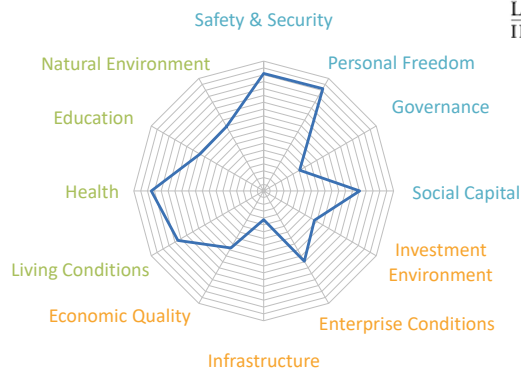 Safety & Security
Natural Environment
Personal Freedom
Education
Governance
Health
Social Capital
Investment
Environment
Living Conditions
Economic Quality
Enterprise Conditions
Infrastructure